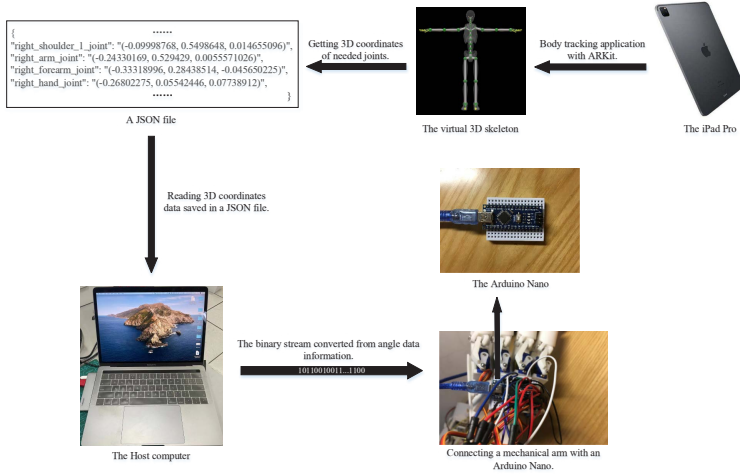 {
......
"right_shoulder_1_joint": "(-0.09998768, 0.5498648, 0.014655096)",
"right_arm_joint": "(-0.24330169, 0.529429, 0.0055571026)",
"right_forearm_joint": "(-0.33318996, 0.28438514, -0.045650225)",
"right_hand_joint": "(-0.26802275, 0.05542446, 0.07738912)",
......
}
A JSON file
Getting 3D coordinates
of needed joints.
The virtual 3D skeleton
Body tracking application
with ARKit.
The iPad Pro
Reading 3D coordinates
data saved in a JSON file.
The Arduino Nano
The Host computer
The binary stream converted from angle data
information.
10110010011...1100
Connecting a mechanical arm with an
Arduino Nano.